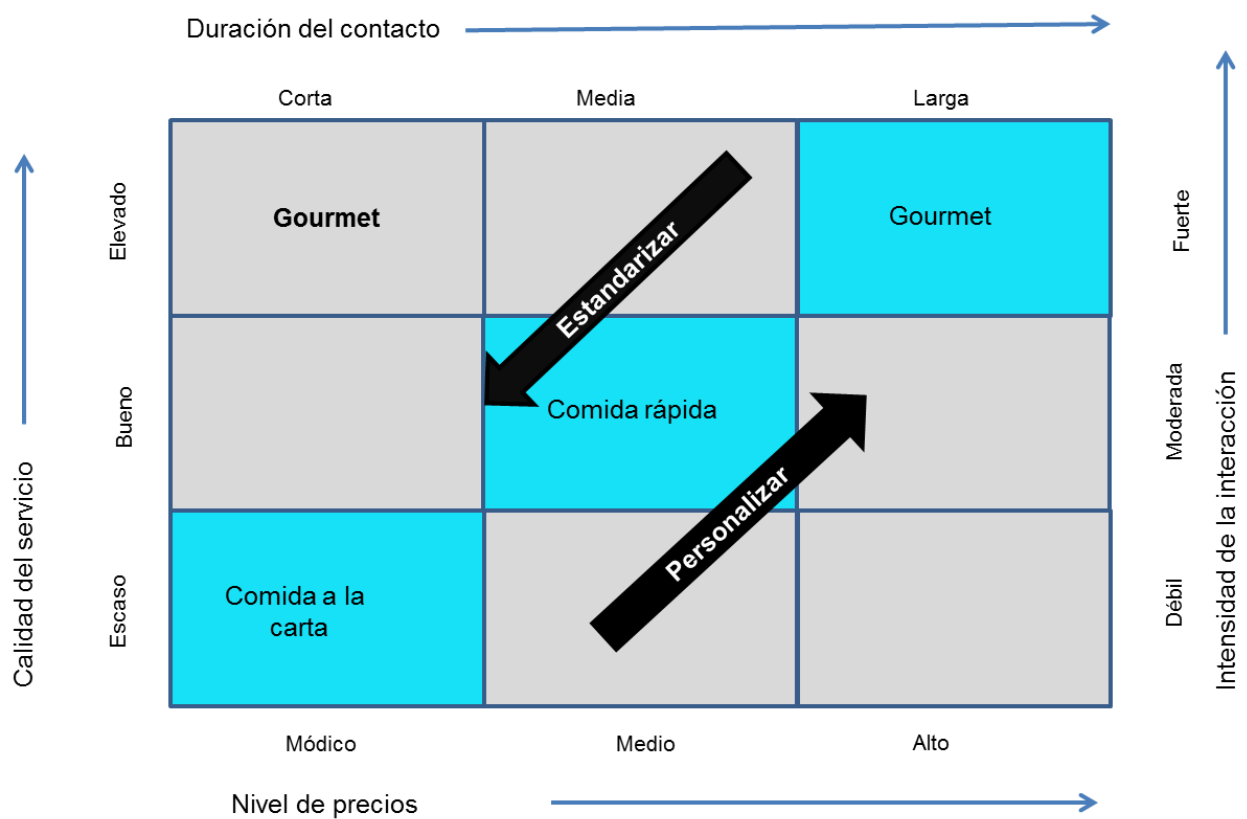 Duración del contacto
Corta
Media
Larga
Elevado
Gourmet
Estandarizar
Gourmet
Fuerte
Bueno
Comida rápida
Moderada
Calidad del servicio
Intensidad de la interacción
Personalizar
Escaso
Comida a la
carta
Débil
Módico
Medio
Alto
Nivel de precios